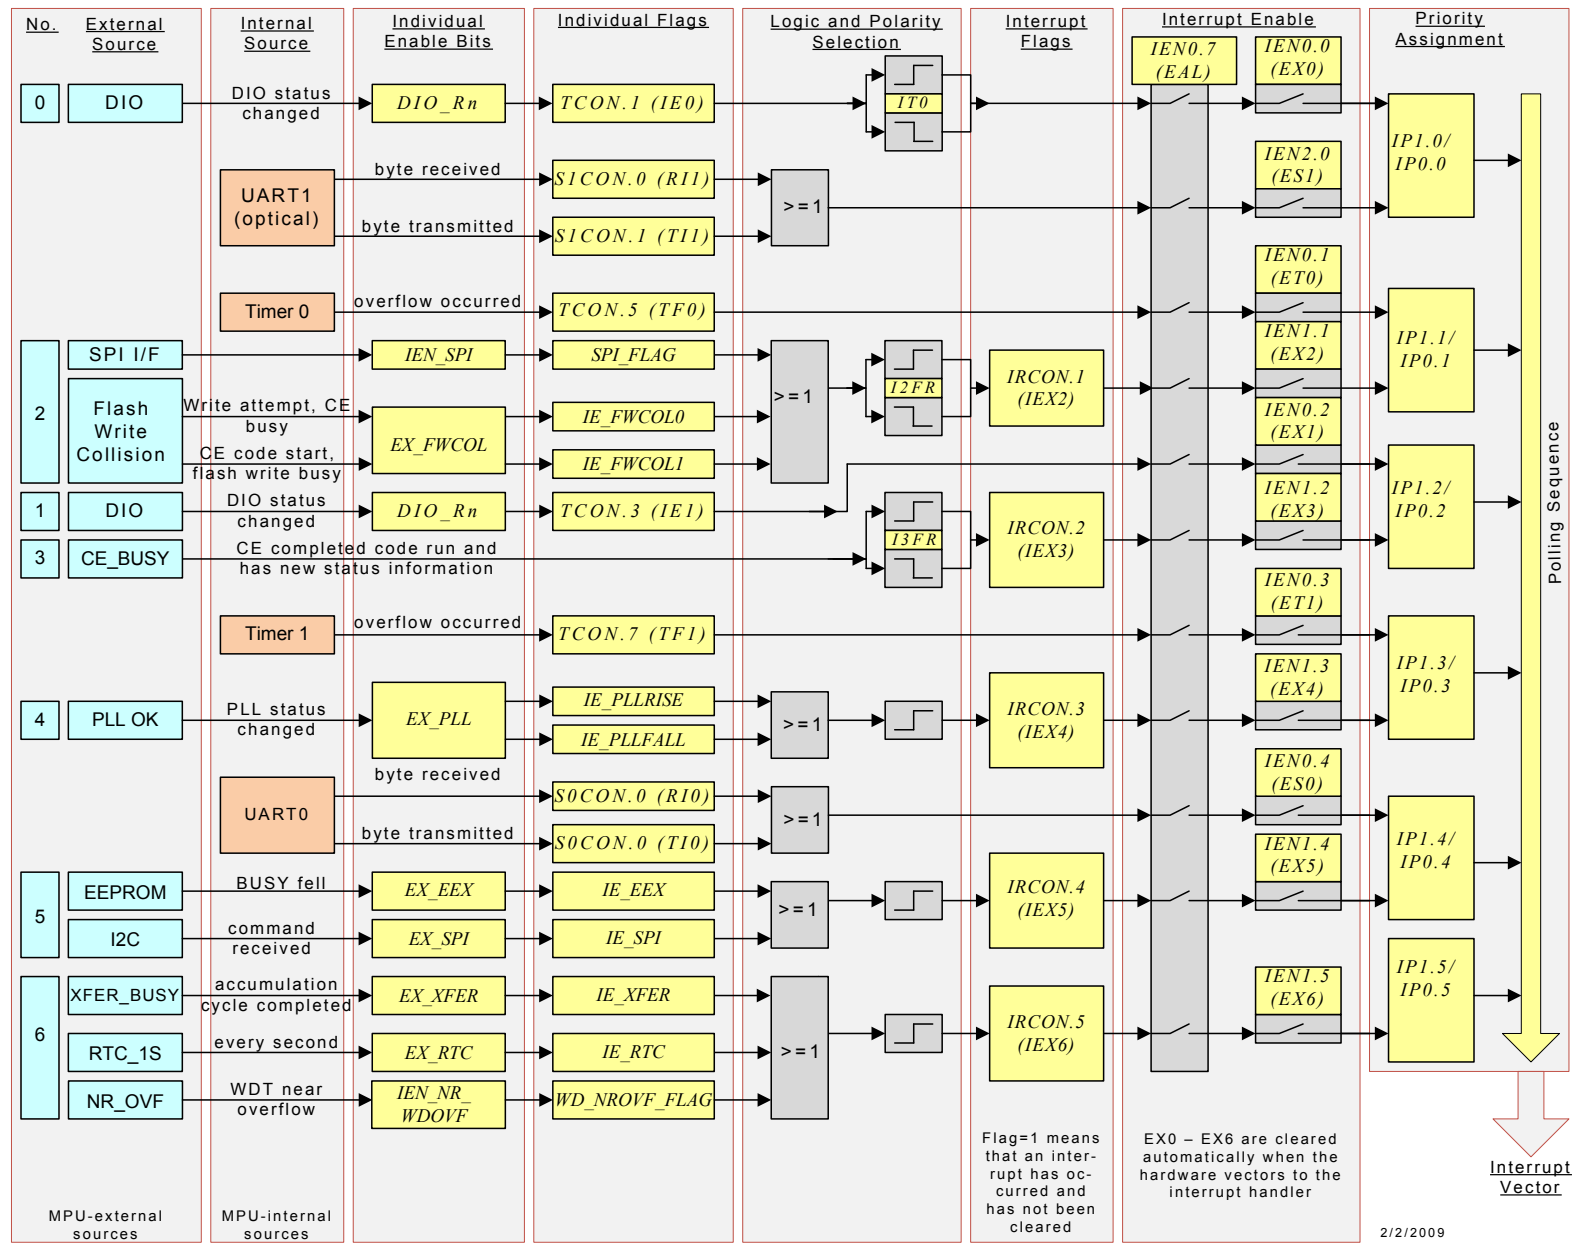 No.
External
Source
Internal
Source
Individual
Enable Bits
Individual Flags
Logic and Polarity
Selection
Interrupt
Flags
Interrupt Enable
Priority
Assignment
0
DIO
DIO status
changed
DIO_Rn
TCON.1 (IE0)
IT0
IEN0.7
(EAL)
IEN0.0
(EX0)
IP1.0/
IP0.0
UART1
(optical)
byte received
S1CON.0 (RI1)
byte transmitted
S1CON.1 (TI1)
>=1
IEN2.0
(ES1)
Timer 0
overflow occurred
TCON.5 (TF0)
IEN0.1
(ET0)
IP1.1/
IP0.1
2
SPI I/F
IEN_SPI
SPI_FLAG
Flash
Write
Collision
Write attempt, CE
busy
CE code start,
flash write busy
EX_FWCOL
IE_FWCOL0
IE_FWCOL1
>=1
I2FR
IRCON.1
(IEX2)
IEN1.1
(EX2)
1
DIO
DIO status
changed
DIO_Rn
TCON.3 (IE1)
IEN0.2
(EX1)
IP1.2/
IP0.2
3
CE_BUSY
CE completed code run and
has new status information
I3FR
IRCON.2
(IEX3)
IEN1.2
(EX3)
Timer 1
overflow occurred
TCON.7 (TF1)
IEN0.3
(ET1)
IP1.3/
IP0.3
4
PLL OK
PLL status
changed
EX_PLL
IE_PLLRISE
IE_PLLFALL
>=1
IRCON.3
(IEX4)
IEN1.3
(EX4)
UART0
byte received
S0CON.0 (RI0)
byte transmitted
S0CON.0 (TI0)
>=1
IEN0.4
(ES0)
IP1.4/
IP0.4
5
EEPROM
BUSY fell
EX_EEX
IE_EEX
I2C
command
received
EX_SPI
IE_SPI
>=1
IRCON.4
(IEX5)
IEN1.4
(EX5)
6
XFER_BUSY
accumulation
cycle completed
EX_XFER
IE_XFER
RTC_1S
every second
EX_RTC
IE_RTC
NR_OVF
WDT near
overflow
IEN_NR_
WDOVF
WD_NROVF_FLAG
>=1
IRCON.5
(IEX6)
IEN1.5
(EX6)
IP1.5/
IP0.5
Polling Sequence
Interrupt
Vector
Flag=1 means
that an inter-
rupt has oc-
curred and
has not been
cleared
EX0 – EX6 are cleared
automatically when the
hardware vectors to the
interrupt handler
MPU-external
sources
MPU-internal
sources
2/2/2009